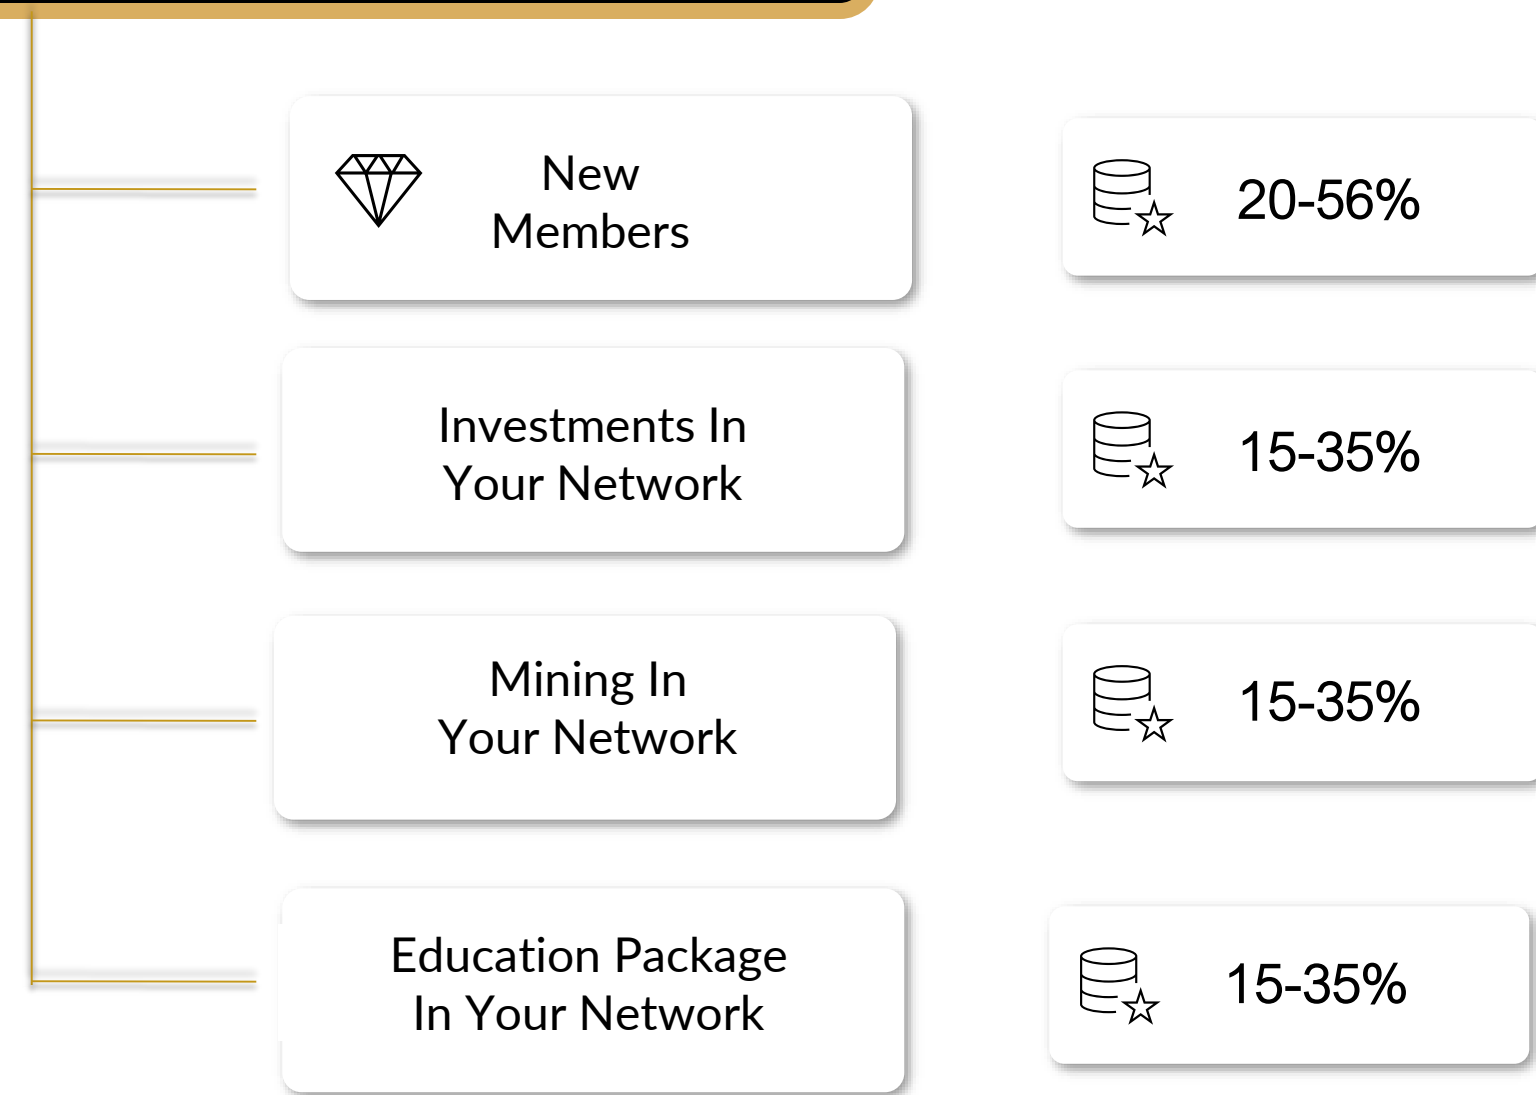 New
Members
20-56%
Investments In
Your Network
15-35%
Mining In
Your Network
15-35%
Education Package
In Your Network
15-35%